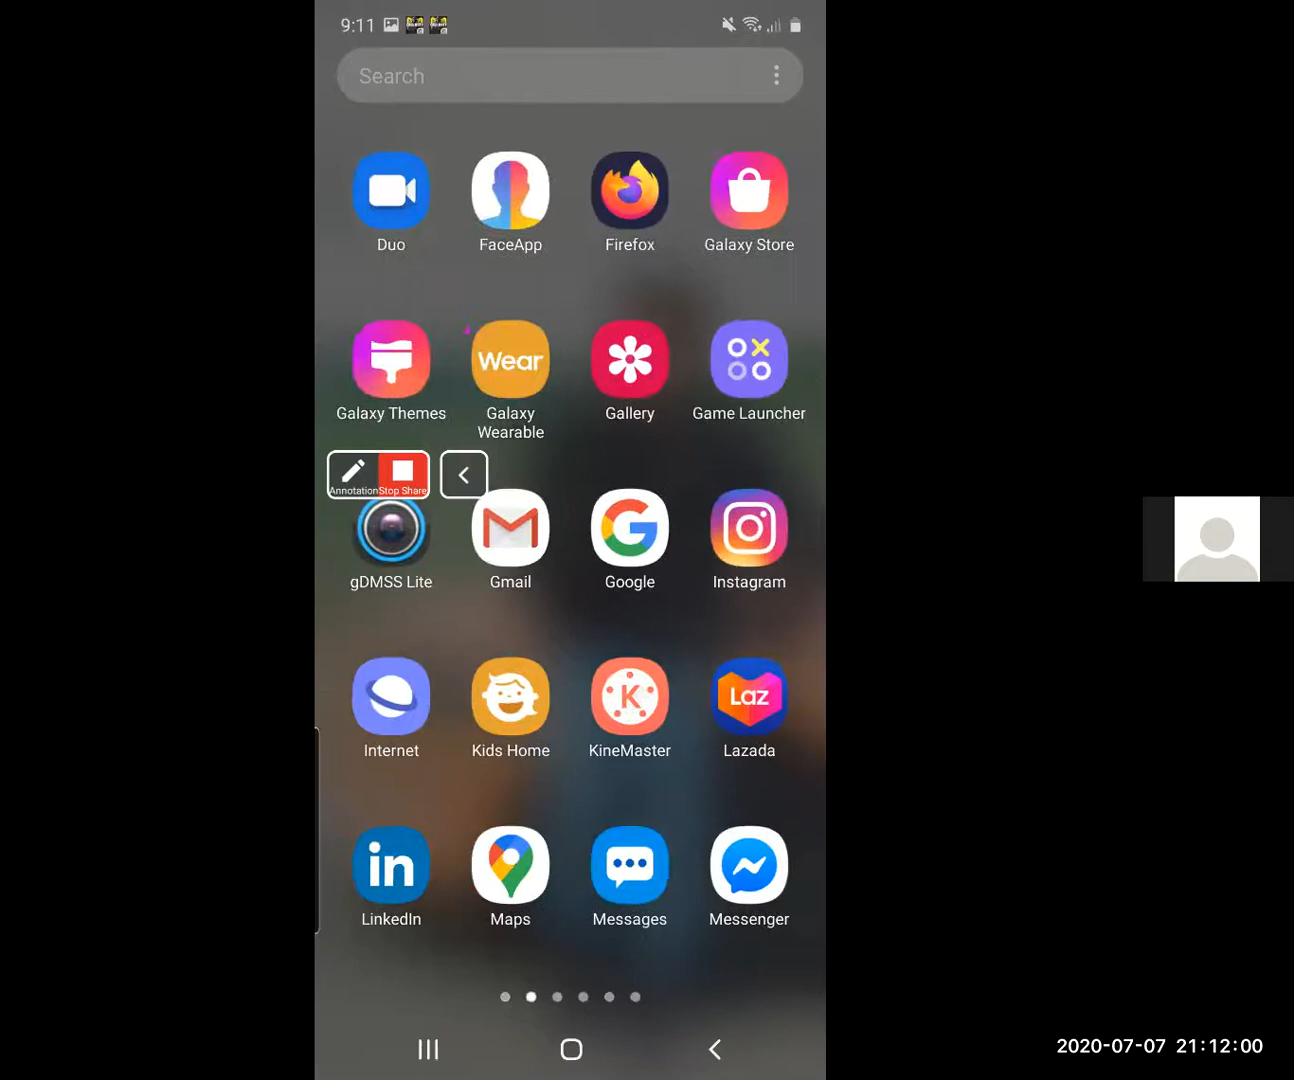 9:11
Search
Duo FaceApp Firefox Galaxy Store
Wear
Galaxy Themes Galaxy Wearable Gallery Game Launcher
Annotation Stop Share
gDMSS Lite Gmail Google Instagram
K Laz
Internet Kids Home KineMaster Lazada
in
LinkedIn Maps Messages Messenger
2020-07-07 21:12:00